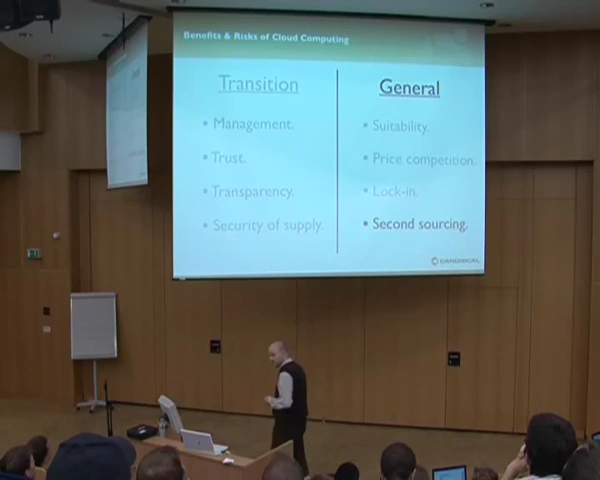 Benefits & Risks of Cloud Computing
Transition
• Management.
• Trust.
• Transparency.
• Security of supply.
General
• Suitability.
• Price competition.
• Lock-in.
• Second sourcing.
CANONICAL